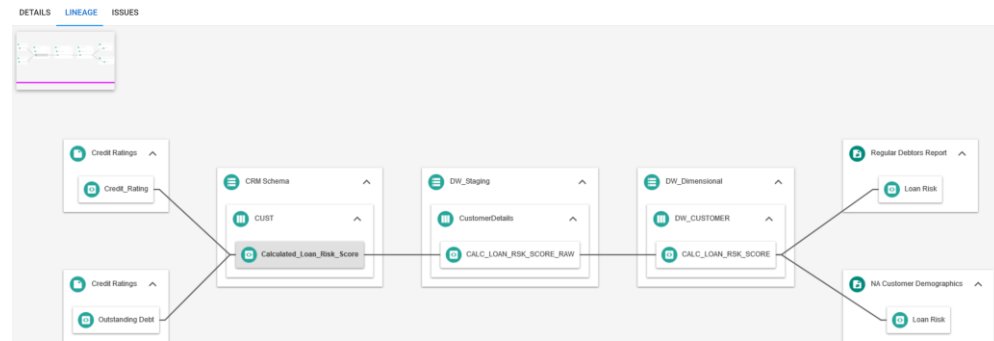 DETAILS LINEAGE ISSUES
Credit Ratings
Credit_Rating
Credit Ratings
Outstanding Debt
CRM Schema
CUST
Calculated_Loan_Risk_Score
DW_Staging
CustomerDetails
CALC_LOAN_RSK_SCORE_RAW
DW_Dimensional
DW_CUSTOMER
CALC_LOAN_RSK_SCORE
Regular Debtors Report
Loan Risk
NA Customer Demographics
Loan Risk